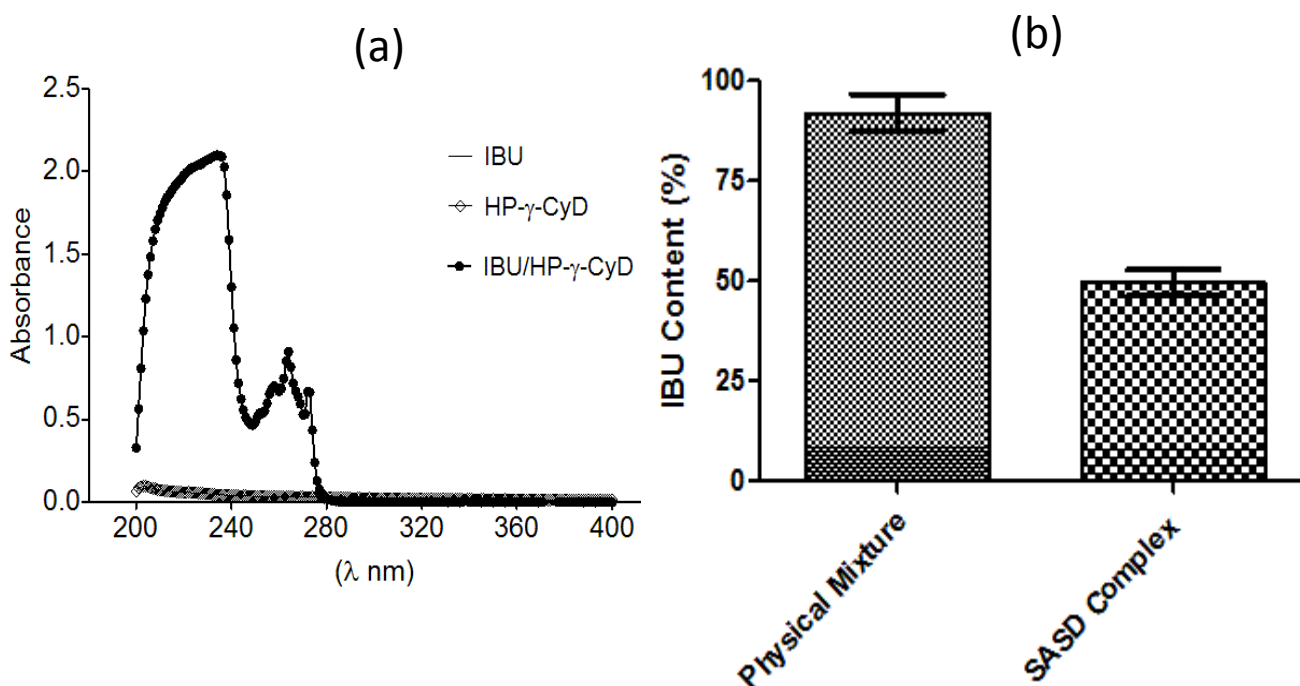 (a)
2.5
2.0
1.5
1.0
0.5
0.0
Absorbance
200 240 280 320 360 400
(λ nm)
IBU
HP-γ-CyD
IBU/HP-γ-CyD
(b)
100
75
50
25
0
IBU Content (%)
Physical Mixture
SASD Complex